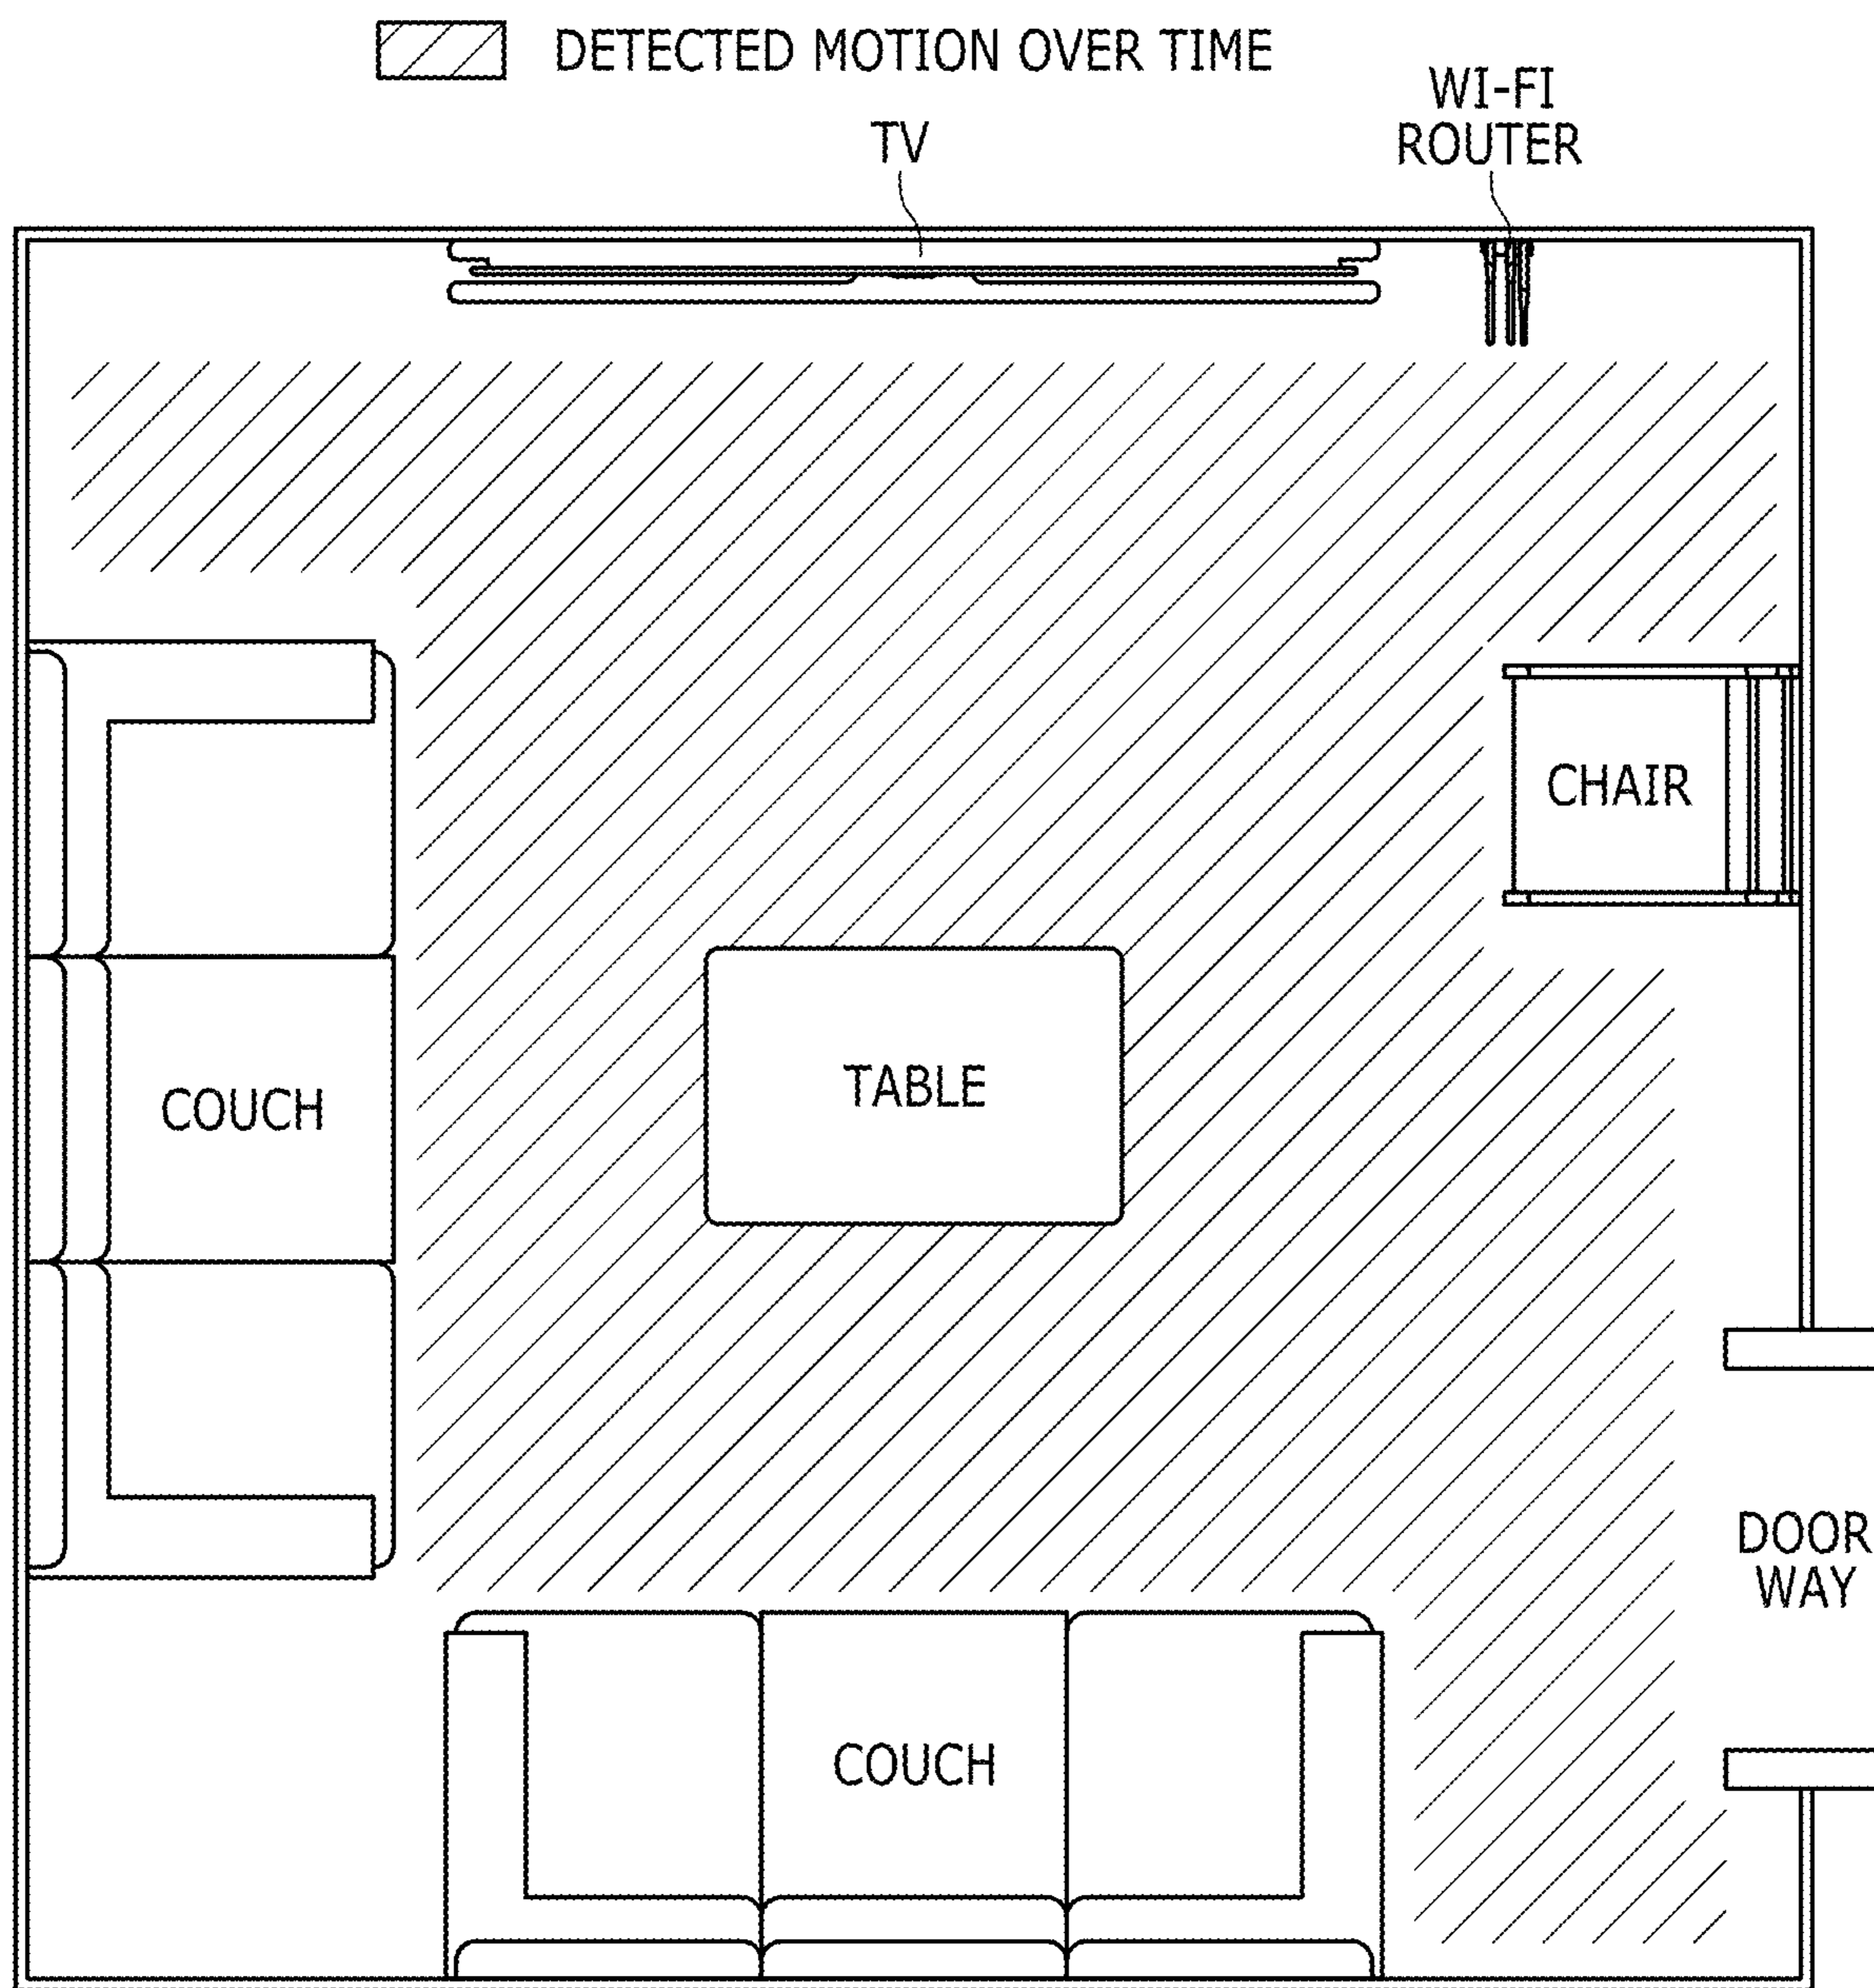 DETECTED MOTION OVER TIME
TV
WI-FI
ROUTER
CHAIR
TABLE
COUCH
DOOR
WAY
COUCH